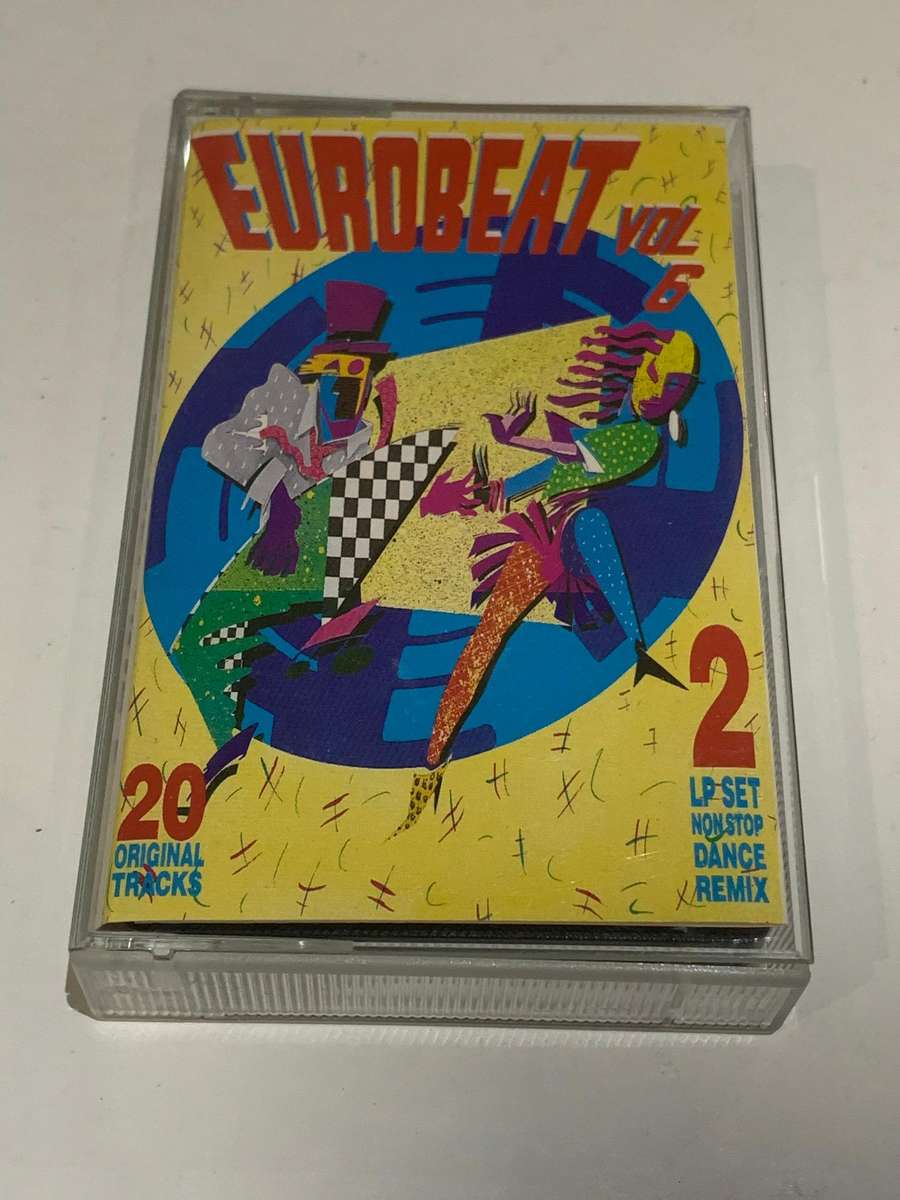 EUROBEAT VOL
6
20
ORIGINAL
TRACKS
2
LP SET
NON STOP
DANCE
REMIX